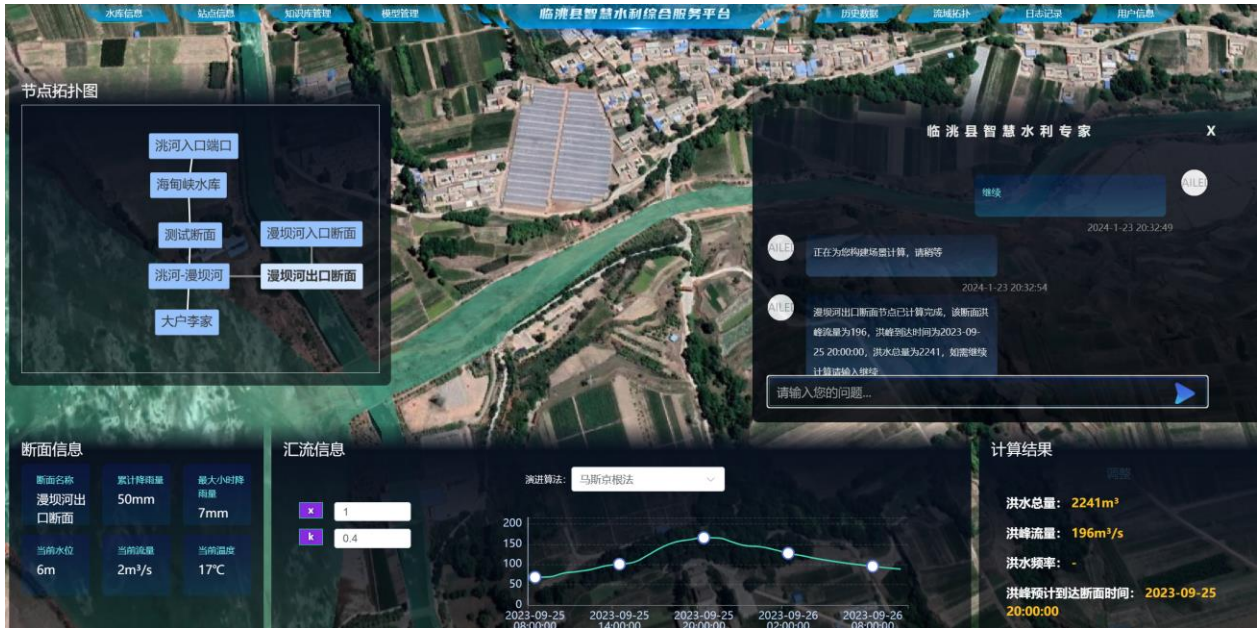 水库信息
站点信息
知识库管理
模型管理
临洮县智慧水利综合服务平台
历史数据
流域拓扑
日志记录
用户信息
节点拓扑图
洮河入口端口
海甸峡水库
测试断面
漫坝河入口断面
洮河-漫坝河
漫坝河出口断面
大户李家
临洮县智慧水利专家
X
继续
2024-1-23 20:32:49
正在为您构建场景计算，请稍等
2024-1-23 20:32:54
漫坝河出口断面节点已计算完成，该断面洪
峰流量为196，洪峰到达时间为2023-09-
25 20:00:00，洪水总量为2241，如需继续
计算请输入继续
请输入您的问题...
断面信息
断面名称
漫坝河出
口断面
累计降雨量
50mm
最大小时降
雨量
7mm
当前水位
6m
当前流量
2m³/s
当前温度
17℃
汇流信息
演进算法：
马斯京根法
x
1
k
0.4
200
150
100
50
0
2023-09-25
08:00:00
2023-09-25
14:00:00
2023-09-25
20:00:00
2023-09-26
02:00:00
2023-09-26
08:00:00
计算结果
调整
洪水总量： 2241m³
洪峰流量： 196m³/s
洪水频率： -
洪峰预计到达断面时间： 2023-09-25
20:00:00